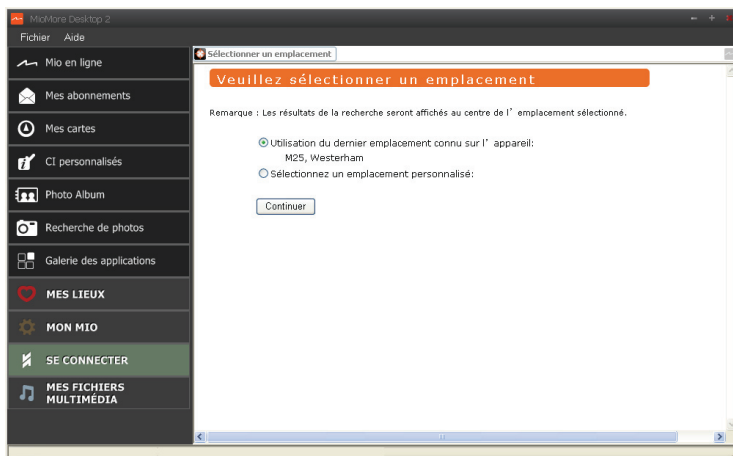 MioMore Desktop 2
Fichier Aide
Mio en ligne
Mes abonnements
Mes cartes
CI personnalisés
Photo Album
Recherche de photos
Galerie des applications
MES LIEUX
MON MIO
SE CONNECTER
MES FICHIERS
MULTIMÉDIA
Sélectionner un emplacement
Veuillez sélectionner un emplacement
Remarque : Les résultats de la recherche seront affichés au centre de l’ emplacement sélectionné.
Utilisation du dernier emplacement connu sur l’ appareil:
M25, Westerham
Sélectionnez un emplacement personnalisé:
Continuer